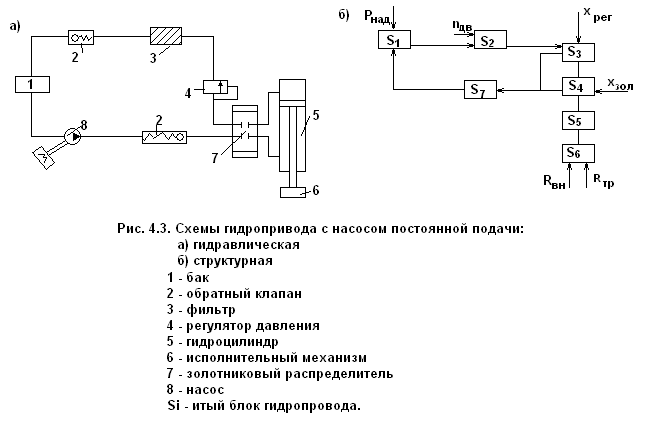 а)
2
3
1
4
8
2
7
5
6
б)
Pнад
nдв
x рег
S1
S2
S3
S7
S4
xзол
S5
S6
Rвн
Rтр
Рис. 4.3. Схемы гидропривода с насосом постоянной подачи:
а) гидравлическая
б) структурная
1 - бак
2 - обратный клапан
3 - фильтр
4 - регулятор давления
5 - гидроцилиндр
6 - исполнительный механизм
7 - золотниковый распределитель
8 - насос
Si - итый блок гидропровода.